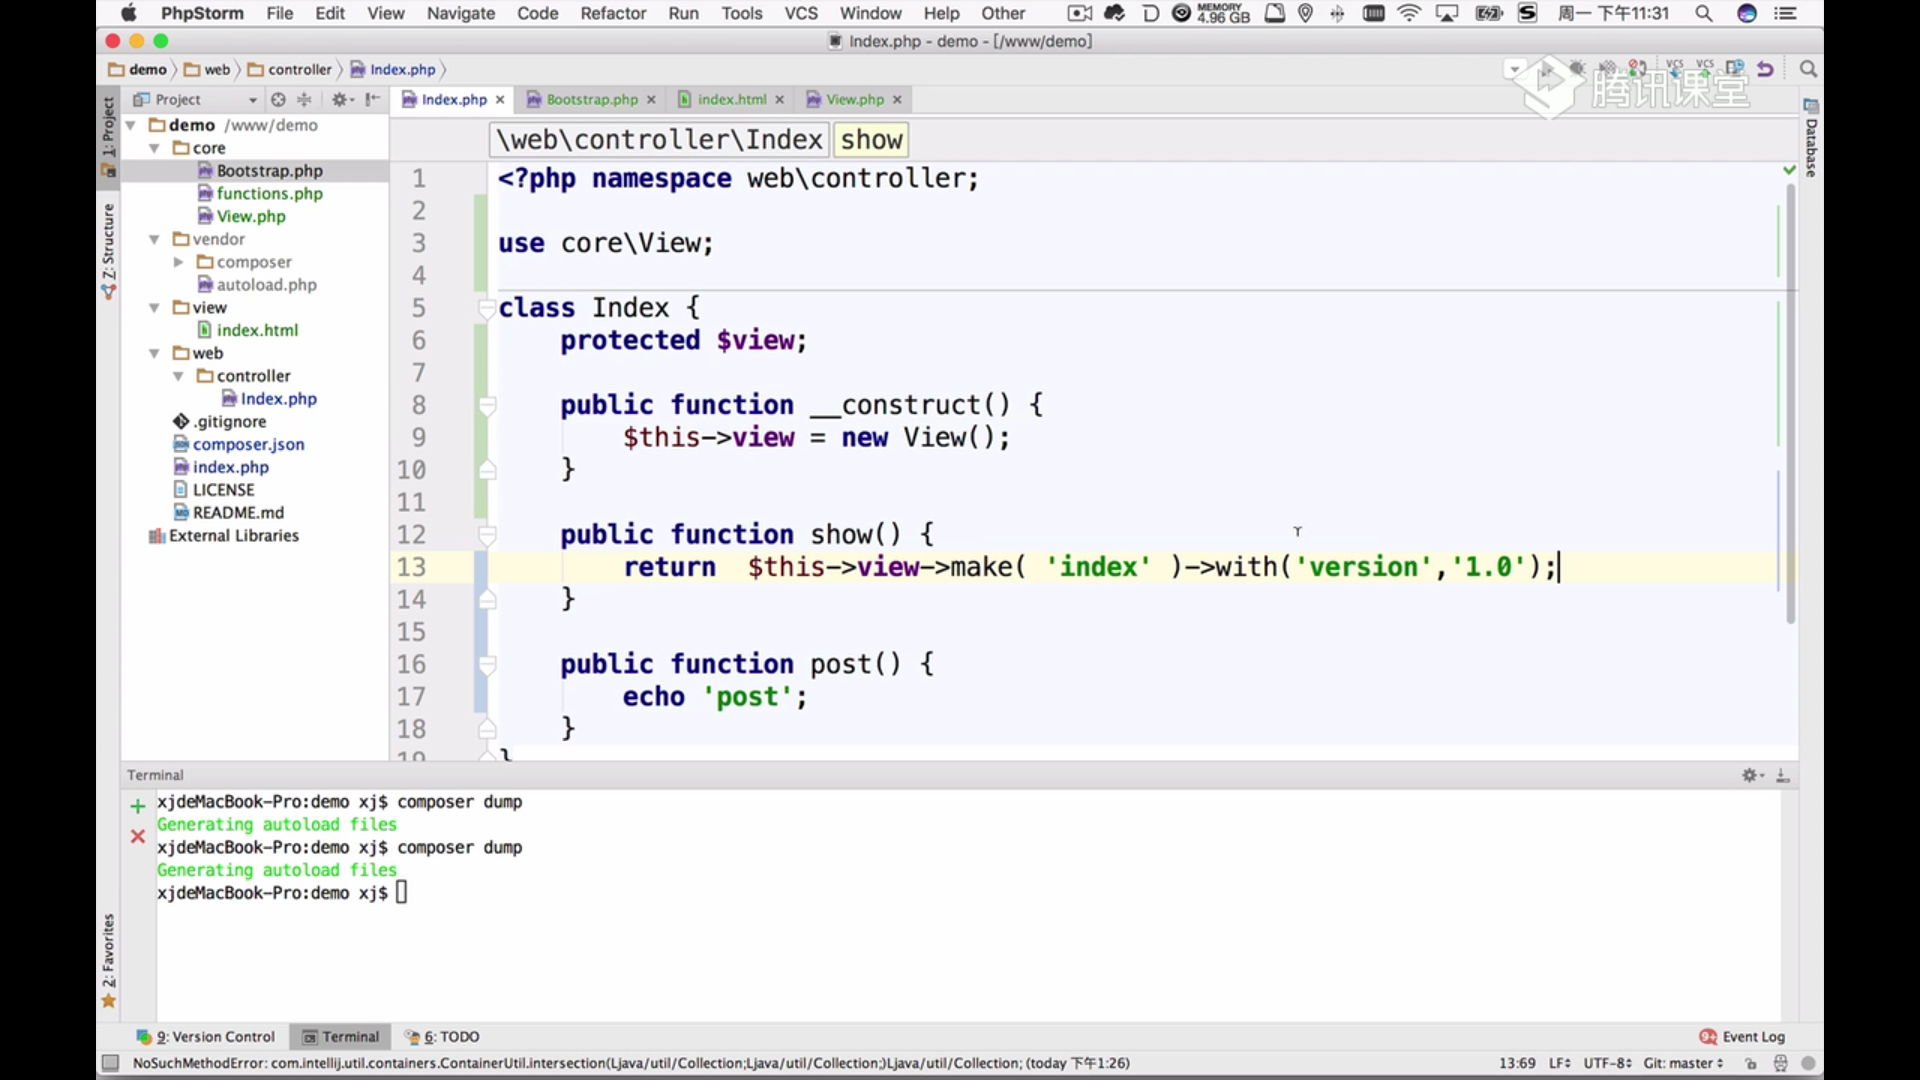 PhpStorm File Edit View Navigate Code Refactor Run Tools VCS Window Help Other MEMORY 4.96 GB 周一 下午11:31
Index.php - demo - [/www/demo]
demo web controller Index.php
腾讯课堂
Project
Index.php Bootstrap.php index.html View.php
1: Project
Z: Structure
2: Favorites
Database
demo /www/demo
core
Bootstrap.php
functions.php
View.php
vendor
composer
autoload.php
view
index.html
web
controller
Index.php
.gitignore
composer.json
index.php
LICENSE
README.md
External Libraries
\web\controller\Index show
1 <?php namespace web\controller;
2
3 use core\View;
4
5 class Index {
6 protected $view;
7
8 public function __construct() {
9 $this->view = new View();
10 }
11
12 public function show() {
13 return $this->view->make( 'index' )->with('version','1.0');
14 }
15
16 public function post() {
17 echo 'post';
18 }
19 }
Terminal
xjdeMacBook-Pro:demo xj$ composer dump
Generating autoload files
xjdeMacBook-Pro:demo xj$ composer dump
Generating autoload files
xjdeMacBook-Pro:demo xj$
9: Version Control Terminal 6: TODO Event Log
NoSuchMethodError: com.intellij.util.containers.ContainerUtil.intersection(Ljava/util/Collection;Ljava/util/Collection;)Ljava/util/Collection; (today 下午1:26) 13:69 LF UTF-8 Git: master